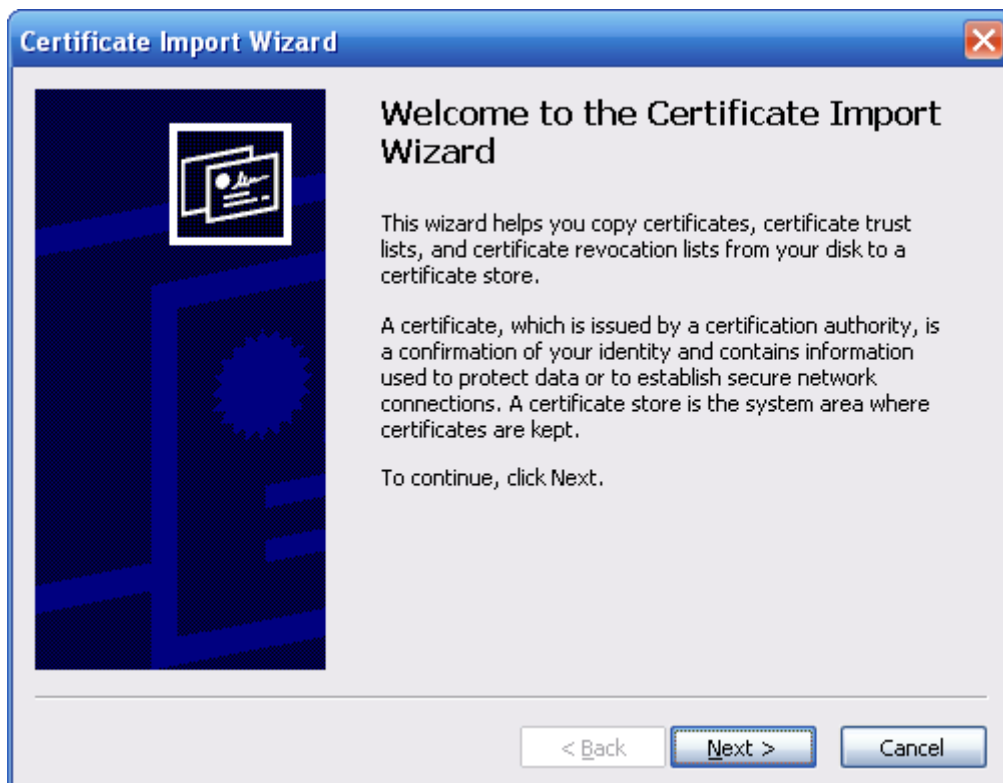 Certificate Import Wizard
Welcome to the Certificate Import
Wizard
This wizard helps you copy certificates, certificate trust
lists, and certificate revocation lists from your disk to a
certificate store.
A certificate, which is issued by a certification authority, is
a confirmation of your identity and contains information
used to protect data or to establish secure network
connections. A certificate store is the system area where
certificates are kept.
To continue, click Next.
< Back
Next >
Cancel